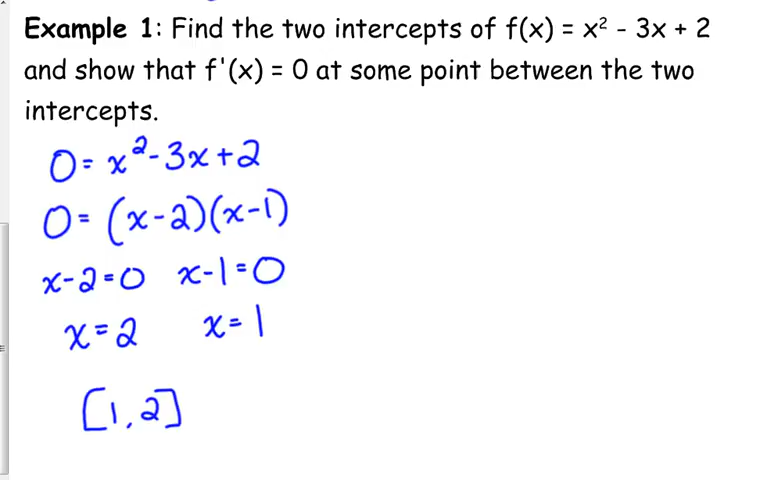 Example 1: Find the two intercepts of f(x) = x² - 3x + 2
and show that f'(x) = 0 at some point between the two
intercepts.
0 = x² - 3x + 2
0 = (x - 2)(x - 1)
x - 2 = 0 x - 1 = 0
x = 2 x = 1
[1, 2]